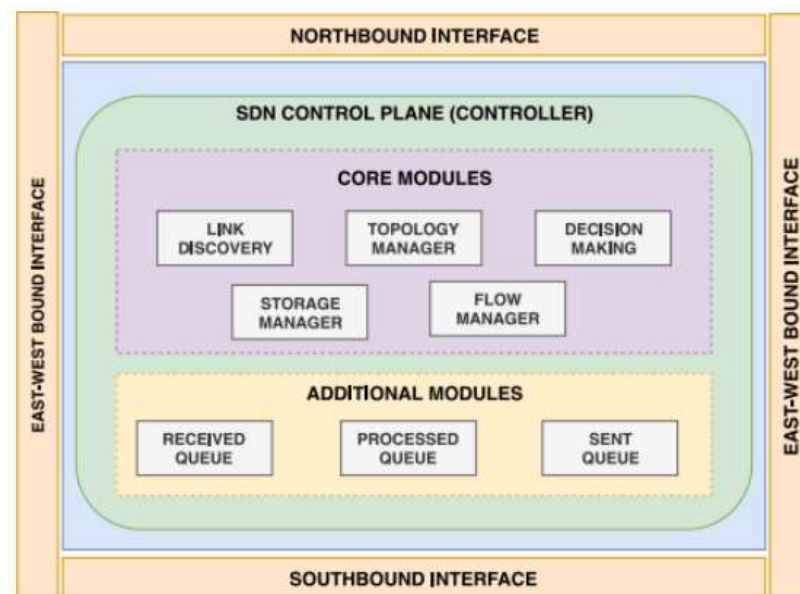 NORTHBOUND INTERFACE
EAST-WEST BOUND INTERFACE
SDN CONTROL PLANE (CONTROLLER)
CORE MODULES
LINK
DISCOVERY
TOPOLOGY
MANAGER
DECISION
MAKING
STORAGE
MANAGER
FLOW
MANAGER
ADDITIONAL MODULES
RECEIVED
QUEUE
PROCESSED
QUEUE
SENT
QUEUE
EAST-WEST BOUND INTERFACE
SOUTHBOUND INTERFACE